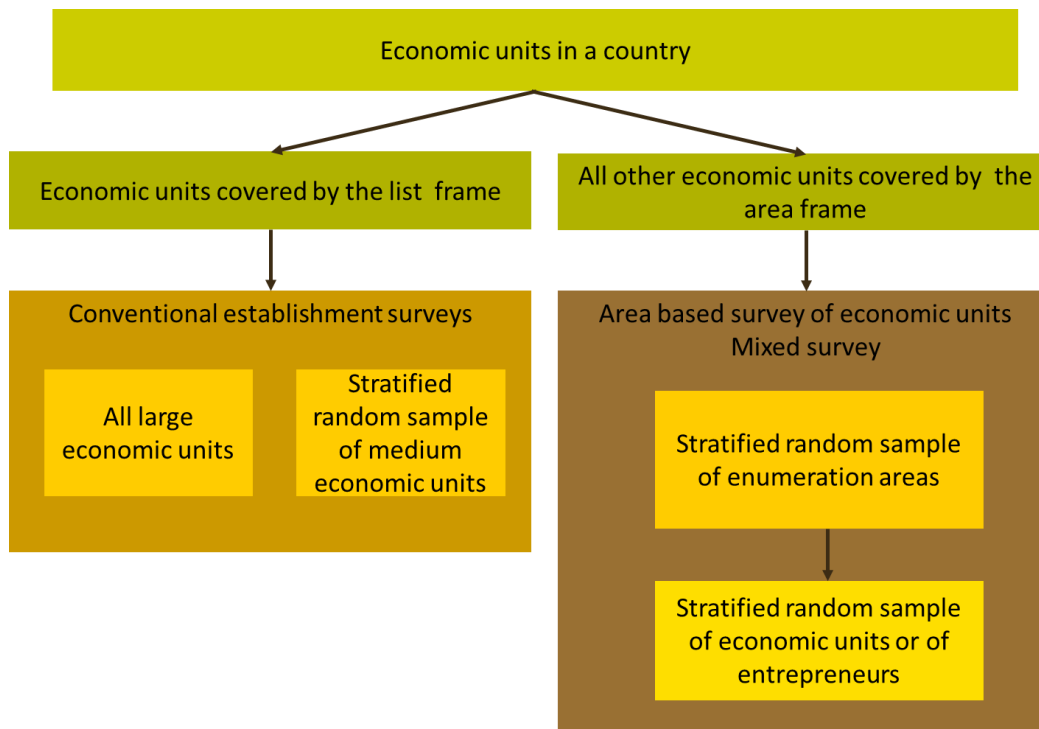 Economic units in a country
Economic units covered by the list frame
All other economic units covered by the
area frame
Conventional establishment surveys
All large
economic units
Stratified
random sample
of medium
economic units
Area based survey of economic units
Mixed survey
Stratified random sample
of enumeration areas
Stratified random sample
of economic units or of
entrepreneurs